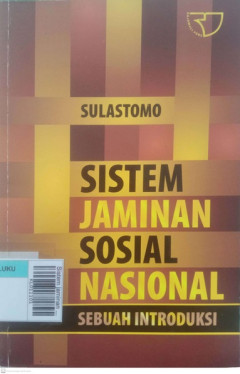 SULASTOMO
SISTEM
JAMINAN
SOSIAL
NASIONAL
SEBUAH INTRODUKSI